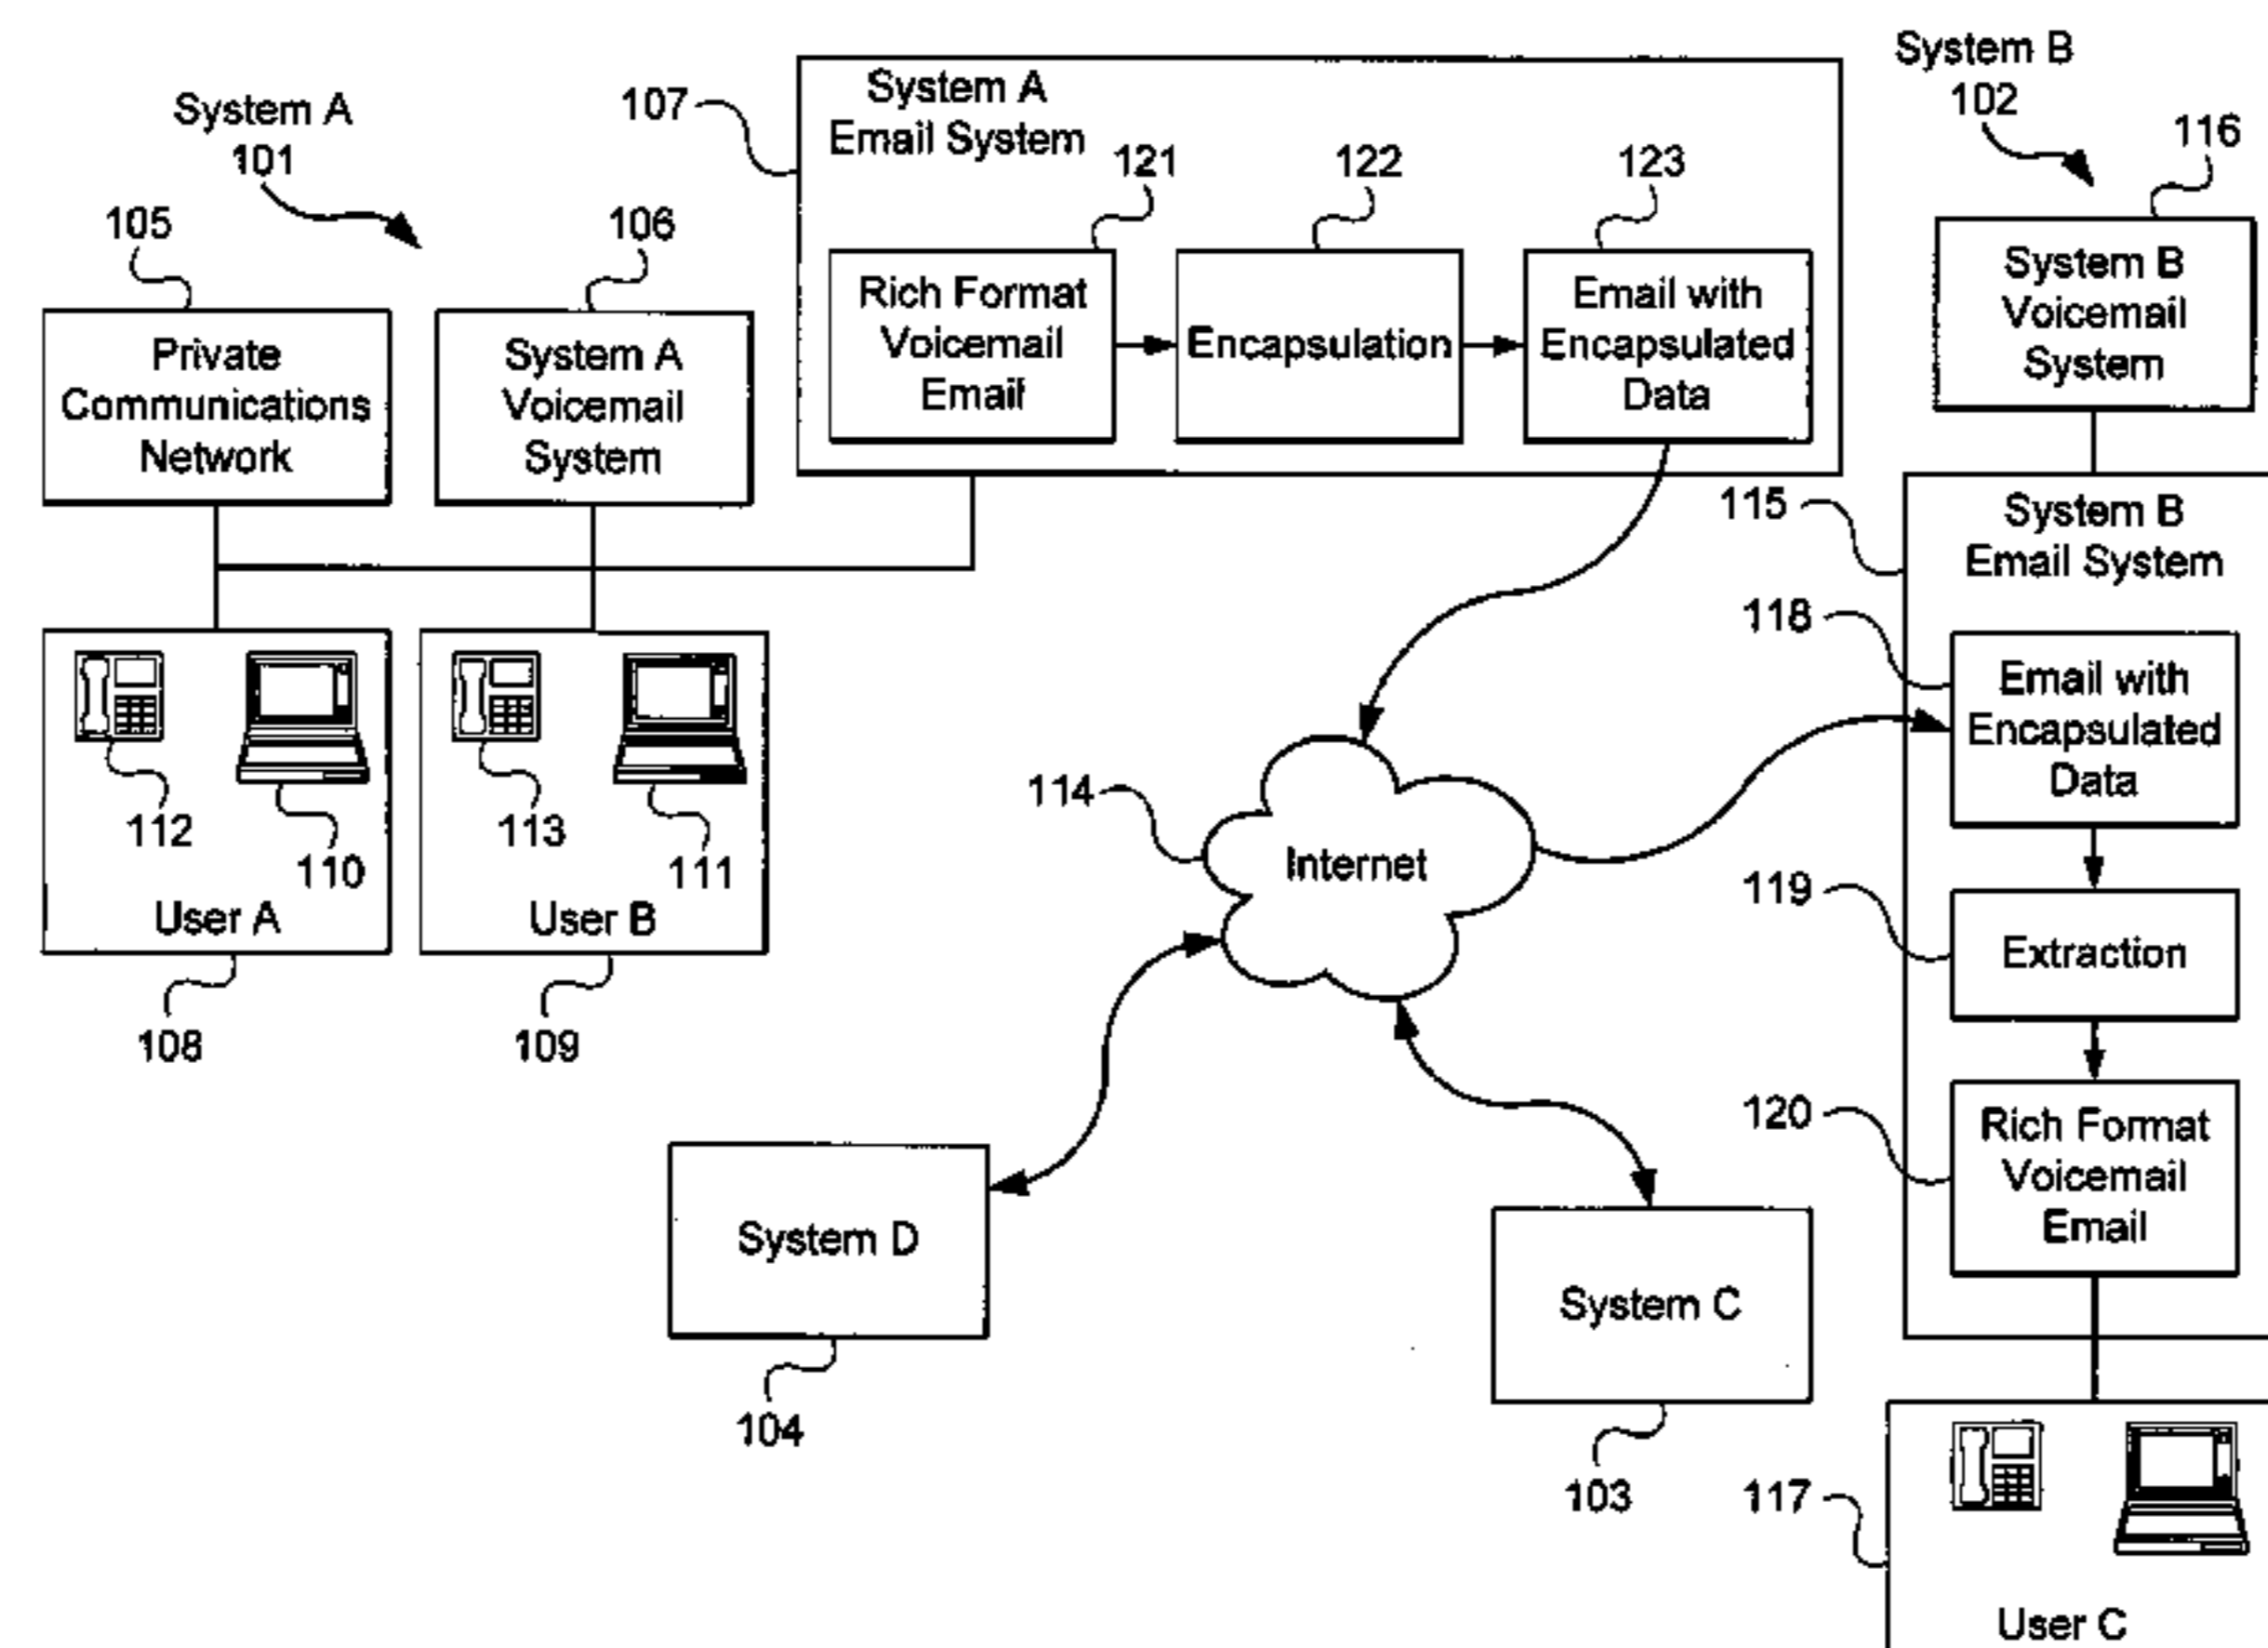 System A
101
105
Private
Communications
Network
106
System A
Voicemail
System
107
System A
Email System
121
Rich Format
Voicemail
Email
122
Encapsulation
123
Email with
Encapsulated
Data
System B
102
116
System B
Voicemail
System
115
System B
Email System
118
Email with
Encapsulated
Data
119
Extraction
120
Rich Format
Voicemail
Email
112
110
User A
108
113
111
User B
109
114
Internet
System D
104
System C
103
117
User C